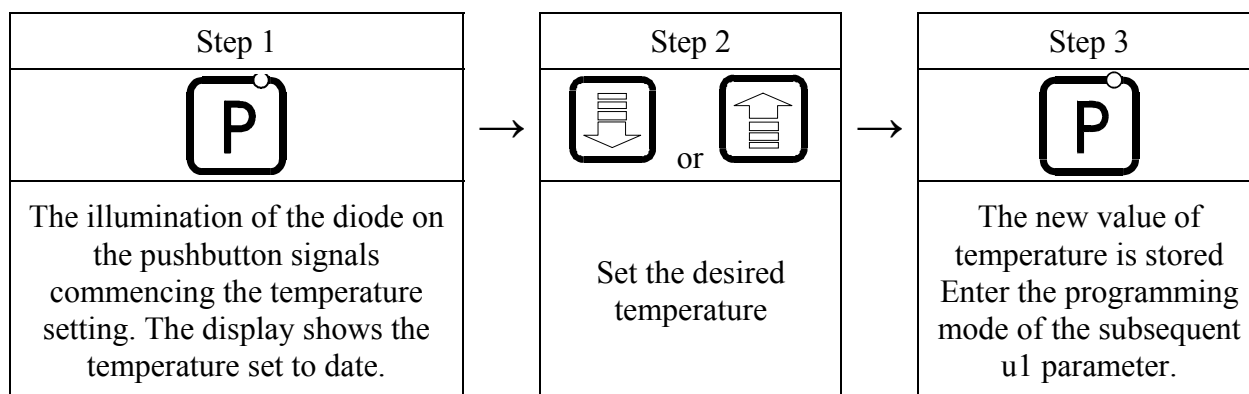 Step 1
P
The illumination of the diode on
the pushbutton signals
commencing the temperature
setting. The display shows the
temperature set to date.
→
Step 2
or
Set the desired
temperature
→
Step 3
P
The new value of
temperature is stored
Enter the programming
mode of the subsequent
u1 parameter.